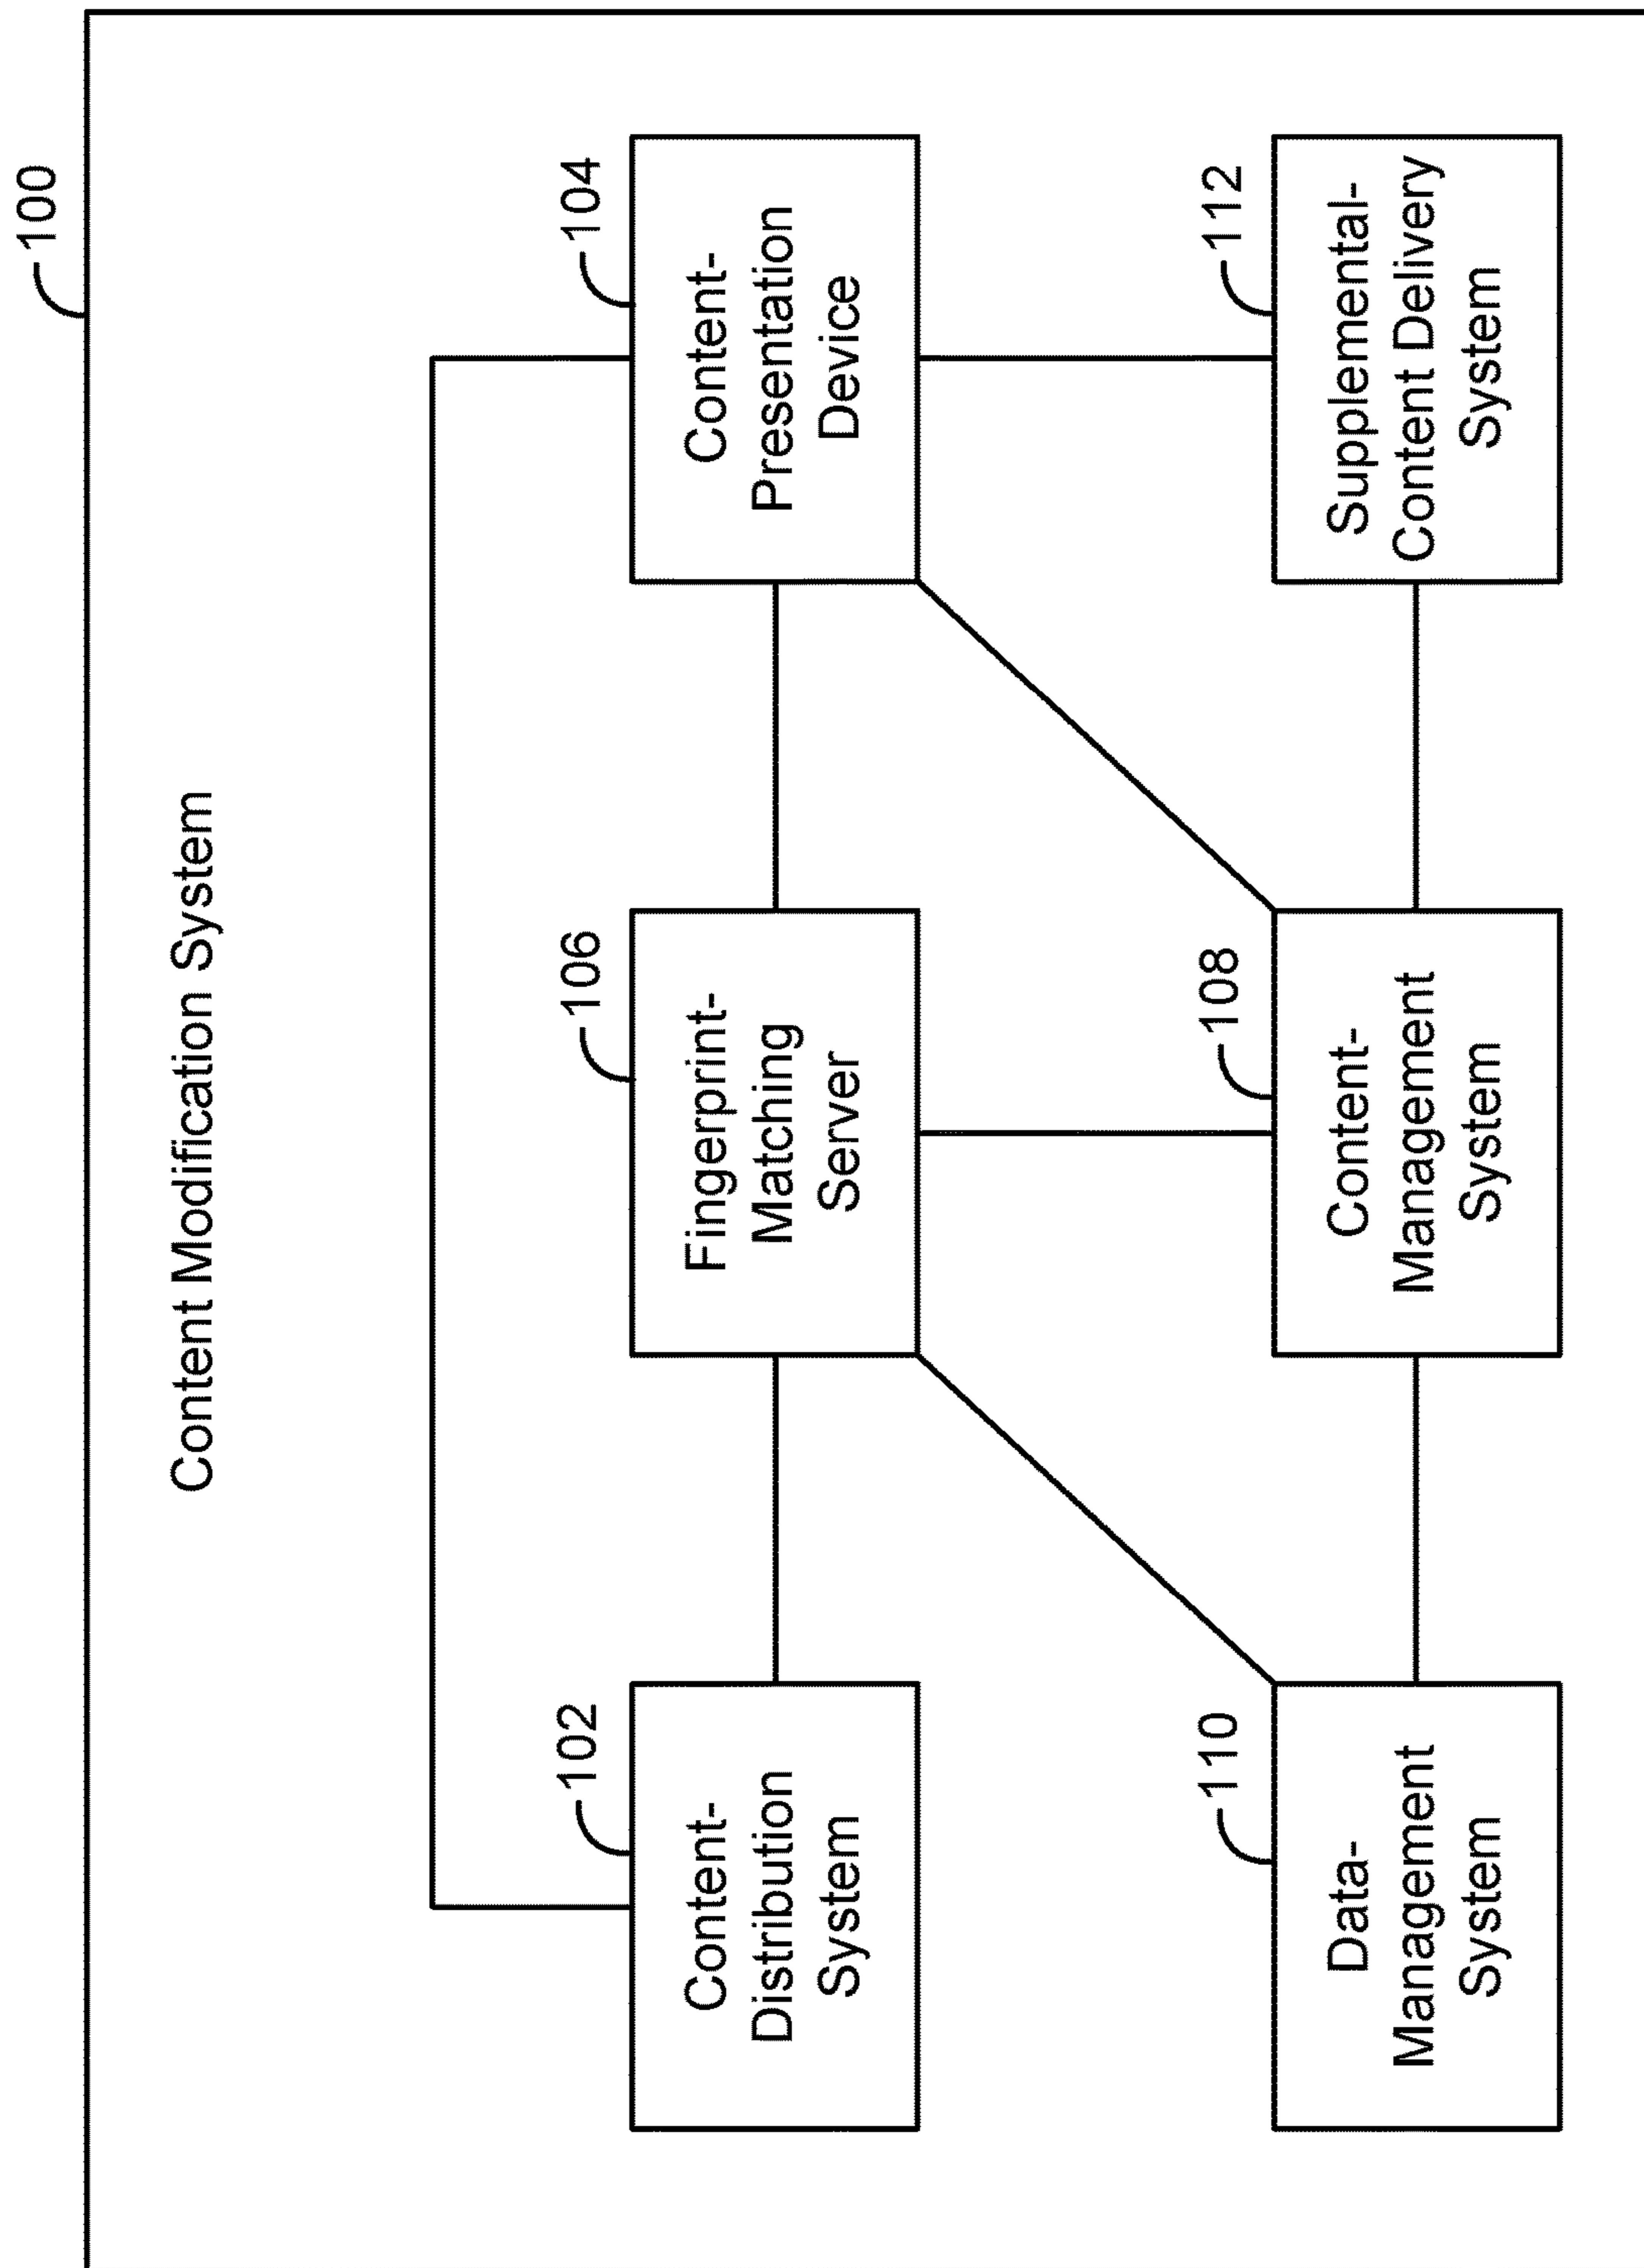 100
Content Modification System
102
Content-
Distribution
System
106
Fingerprint-
Matching
Server
104
Content-
Presentation
Device
110
Data-
Management
System
108
Content-
Management
System
112
Supplemental-
Content Delivery
System